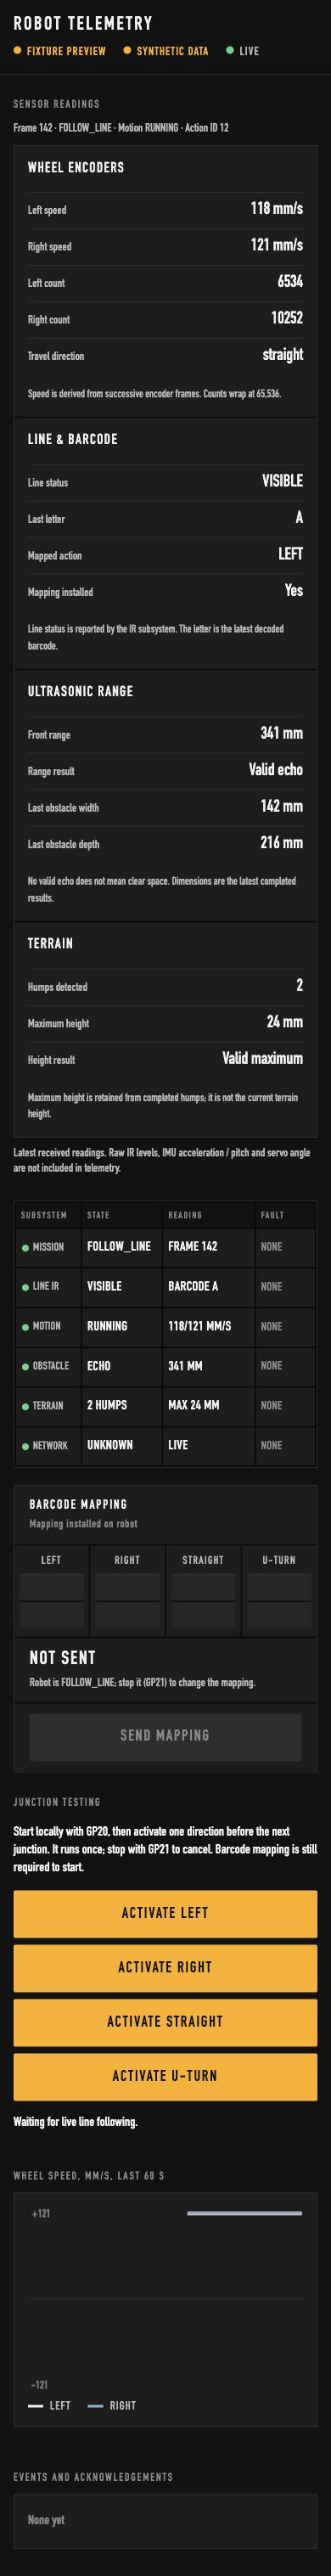 ROBOT TELEMETRY
FIXTURE PREVIEW SYNTHETIC DATA LIVE
SENSOR READINGS
Frame 142 · FOLLOW_LINE · Motion RUNNING · Action ID 12
WHEEL ENCODERS
Left speed 118 mm/s
Right speed 121 mm/s
Left count 6534
Right count 10252
Travel direction straight
Speed is derived from successive encoder frames. Counts wrap at 65,536.
LINE & BARCODE
Line status VISIBLE
Last letter A
Mapped action LEFT
Mapping installed Yes
Line status is reported by the IR subsystem. The letter is the latest decoded
barcode.
ULTRASONIC RANGE
Front range 341 mm
Range result Valid echo
Last obstacle width 142 mm
Last obstacle depth 216 mm
No valid echo does not mean clear space. Dimensions are the latest completed
results.
TERRAIN
Humps detected 2
Maximum height 24 mm
Height result Valid maximum
Maximum height is retained from completed humps; it is not the current terrain
height.
Latest received readings. Raw IR levels, IMU acceleration / pitch and servo angle
are not included in telemetry.
SUBSYSTEM STATE READING FAULT
MISSION FOLLOW_LINE FRAME 142 NONE
LINE IR VISIBLE BARCODE A NONE
MOTION RUNNING 118/121 MM/S NONE
OBSTACLE ECHO 341 MM NONE
TERRAIN 2 HUMPS MAX 24 MM NONE
NETWORK UNKNOWN LIVE NONE
BARCODE MAPPING
Mapping installed on robot
LEFT RIGHT STRAIGHT U-TURN
NOT SENT
Robot is FOLLOW_LINE; stop it (GP21) to change the mapping.
SEND MAPPING
JUNCTION TESTING
Start locally with GP20, then activate one direction before the next
junction. It runs once; stop with GP21 to cancel. Barcode mapping is still
required to start.
ACTIVATE LEFT
ACTIVATE RIGHT
ACTIVATE STRAIGHT
ACTIVATE U-TURN
Waiting for live line following.
WHEEL SPEED, MM/S, LAST 60 S
+121
-121
LEFT RIGHT
EVENTS AND ACKNOWLEDGEMENTS
None yet